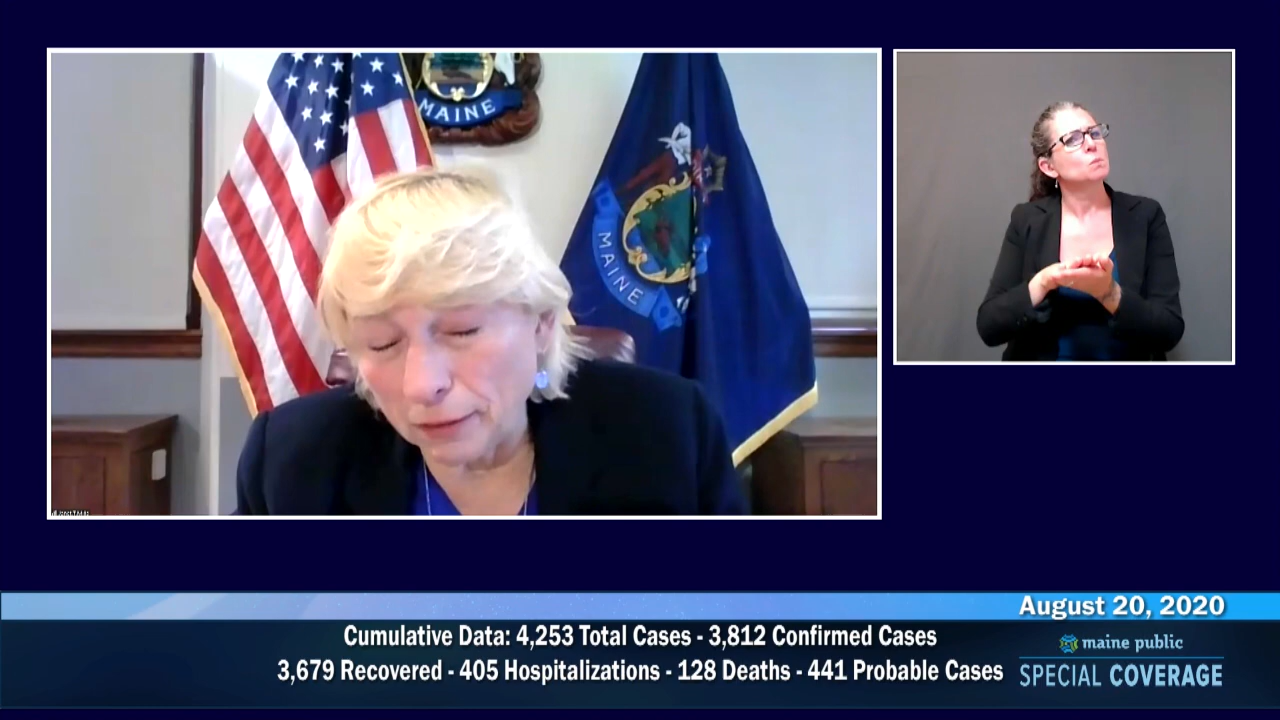 MAINE
MAINE
August 20, 2020
Cumulative Data: 4,253 Total Cases - 3,812 Confirmed Cases
3,679 Recovered - 405 Hospitalizations - 128 Deaths - 441 Probable Cases
maine public
SPECIAL COVERAGE